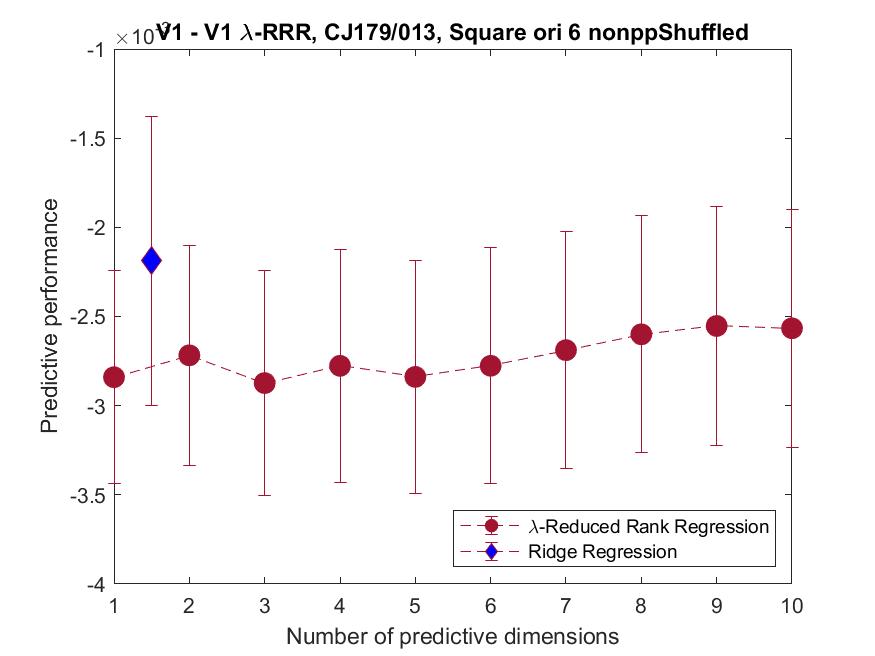 V1 - V1 λ-RRR, CJ179/013, Square ori 6 nonppShuffled
×10⁻³
-1
-1.5
-2
-2.5
-3
-3.5
-4
Predictive performance
1 2 3 4 5 6 7 8 9 10
Number of predictive dimensions
λ-Reduced Rank Regression
Ridge Regression